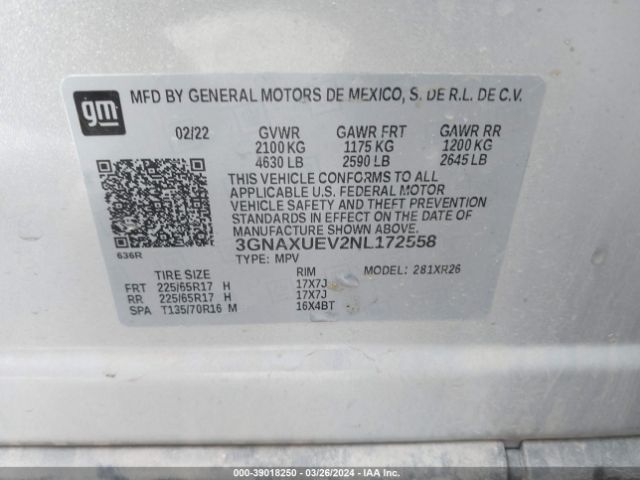 gm
MFD BY GENERAL MOTORS DE MEXICO, S. DE R.L. DE C.V.
02/22 GVWR GAWR FRT GAWR RR
2100 KG 1175 KG 1200 KG
4630 LB 2590 LB 2645 LB
THIS VEHICLE CONFORMS TO ALL
APPLICABLE U.S. FEDERAL MOTOR
VEHICLE SAFETY AND THEFT PREVENTION
STANDARDS IN EFFECT ON THE DATE OF
MANUFACTURE SHOWN ABOVE.
636R
3GNAXUEV2NL172558
TYPE: MPV
TIRE SIZE RIM MODEL: 281XR26
FRT 225/65R17 H 17X7J
RR 225/65R17 H 17X7J
SPA T135/70R16 M 16X4BT
000-39018250 | 03/26/2024 | IAA Inc.